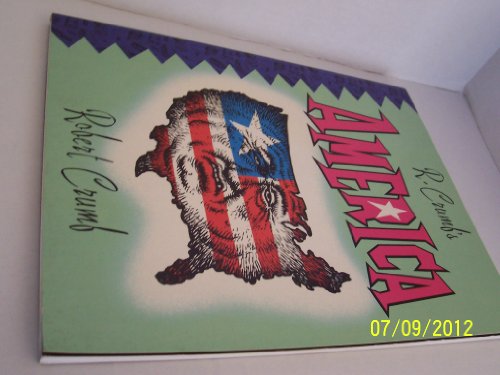 R. Crumb's
AMERICA
Robert Crumb
07/09/2012